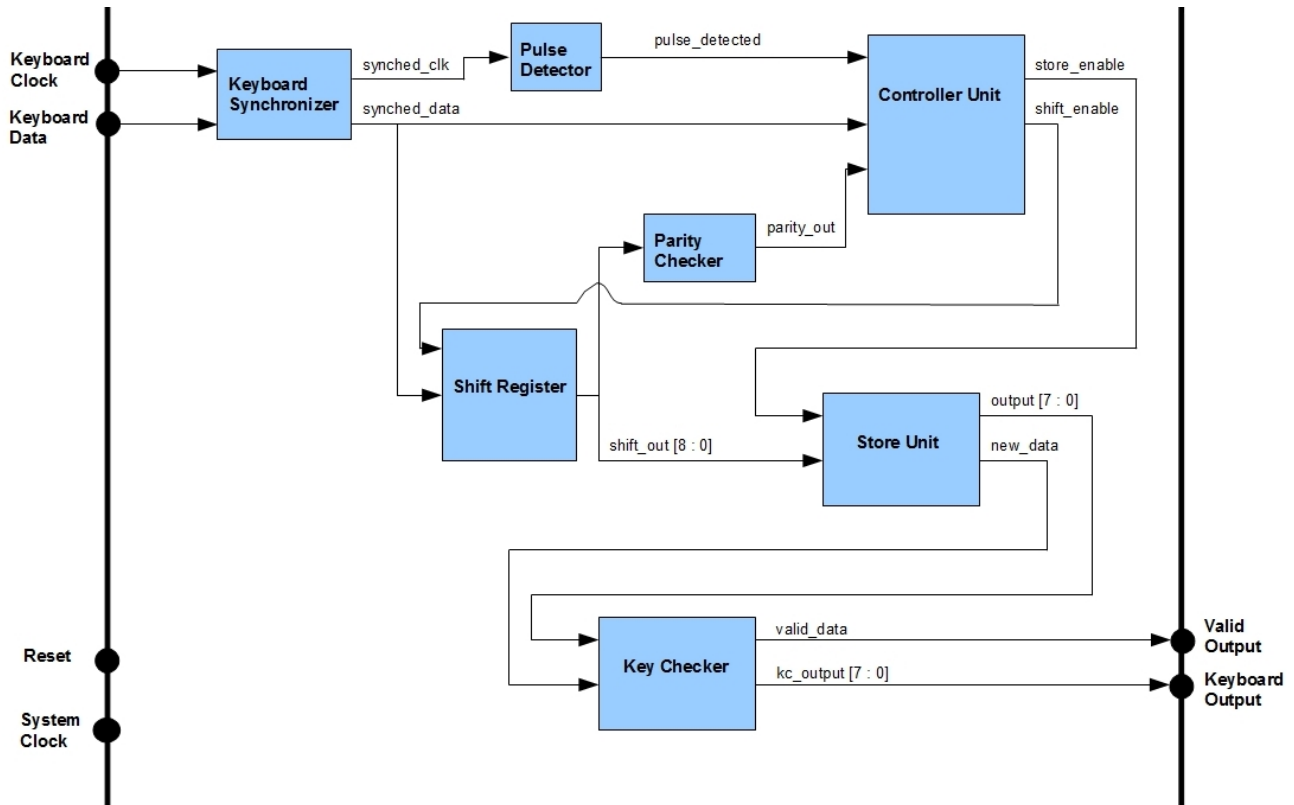 Keyboard
Clock
Keyboard
Data
Keyboard
Synchronizer
synched_clk
synched_data
Pulse
Detector
pulse_detected
Controller Unit
store_enable
shift_enable
Parity
Checker
parity_out
Shift Register
shift_out [8 : 0]
Store Unit
output [7 : 0]
new_data
Key Checker
valid_data
kc_output [7 : 0]
Valid
Output
Keyboard
Output
Reset
System
Clock